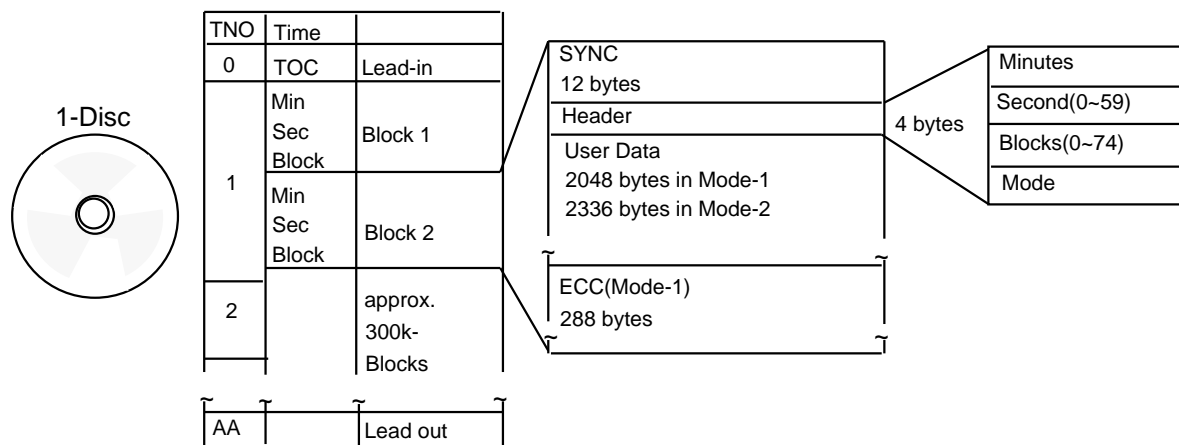 1-Disc
TNO Time
0 TOC Lead-in
1
Min
Sec
Block
Block 1
Min
Sec
Block
Block 2
2
approx.
300k-
Blocks
~ ~ ~ ~
AA Lead out
SYNC
12 bytes
Header
User Data
2048 bytes in Mode-1
2336 bytes in Mode-2
~ ~
ECC(Mode-1)
288 bytes
~ ~
4 bytes
Minutes
Second(0~59)
Blocks(0~74)
Mode